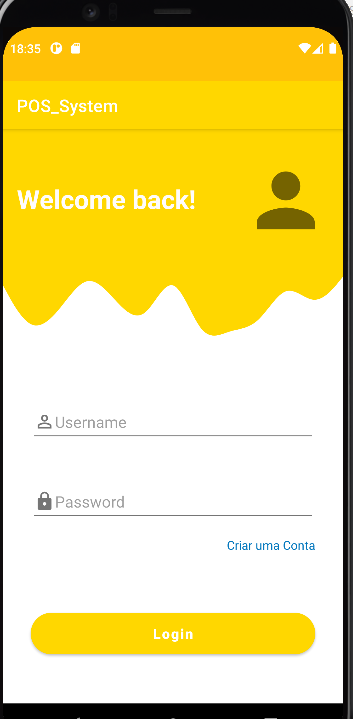 18:35
POS_System
Welcome back!
Username
Password
Criar uma Conta
Login